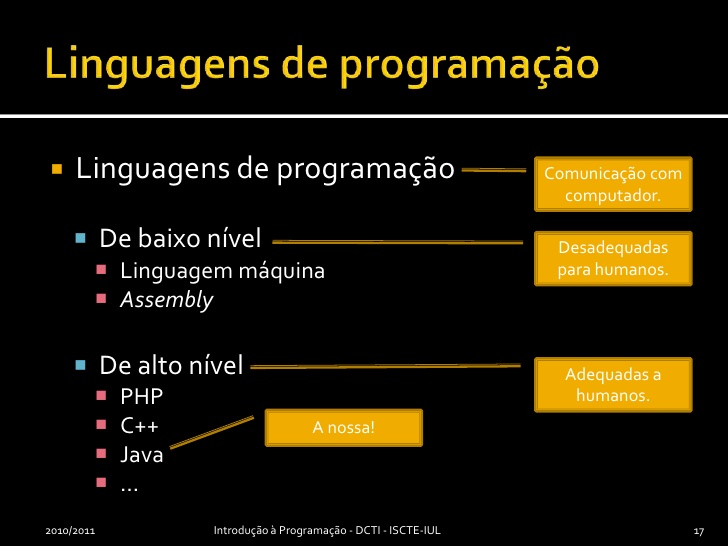 Linguagens de programação
Linguagens de programação
Comunicação com
computador.
De baixo nível
Desadequadas
para humanos.
Linguagem máquina
Assembly
De alto nível
Adequadas a
humanos.
PHP
C++
A nossa!
Java
...
2010/2011
Introdução à Programação - DCTI - ISCTE-IUL
17